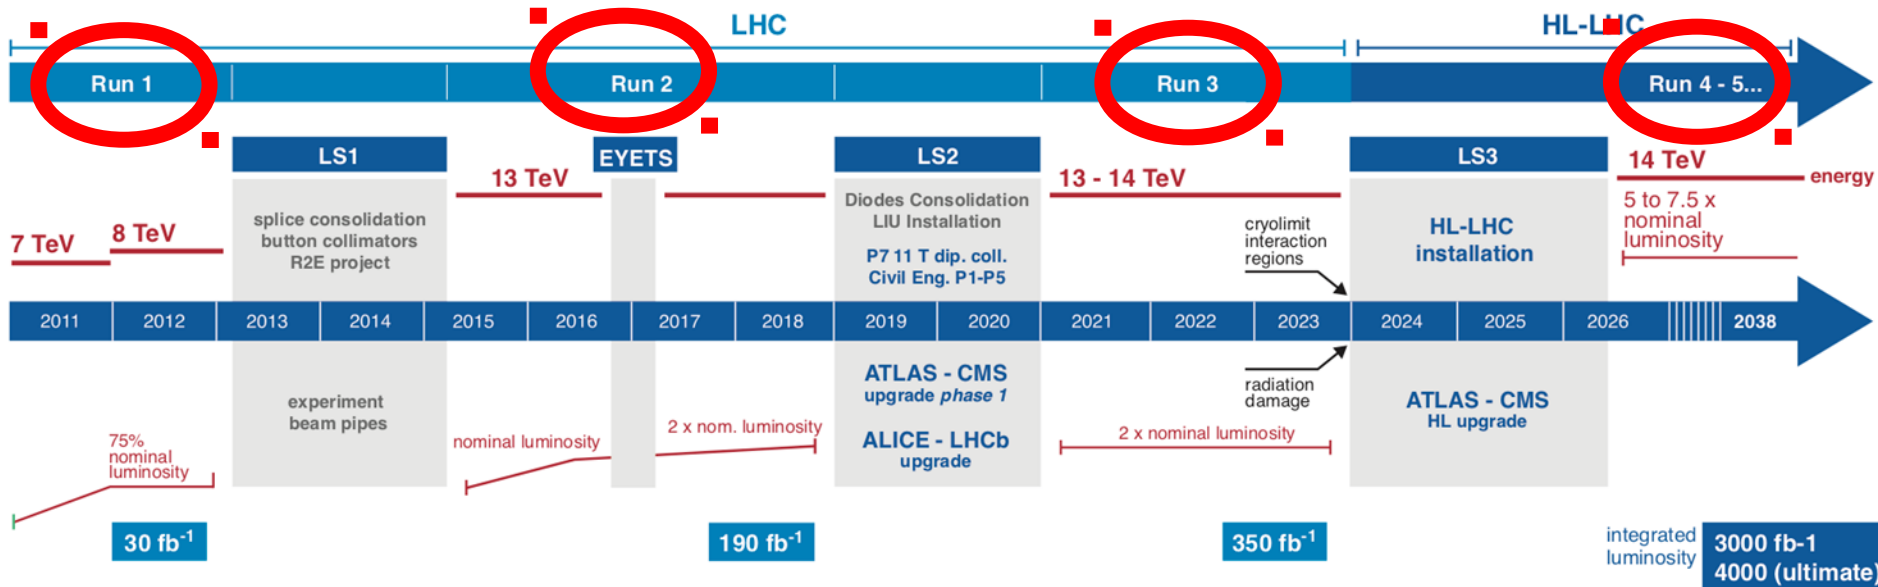 LHC
HL-LHC
Run 1
Run 2
Run 3
Run 4 - 5...
LS1
EYETS
LS2
LS3
14 TeV
energy
13 TeV
13 - 14 TeV
7 TeV
8 TeV
splice consolidation
button collimators
R2E project
Diodes Consolidation
LIU Installation
P7 11 T dip. coll.
Civil Eng. P1-P5
cryolimit
interaction
regions
HL-LHC
installation
5 to 7.5 x
nominal
luminosity
2011
2012
2013
2014
2015
2016
2017
2018
2019
2020
2021
2022
2023
2024
2025
2026
2038
experiment
beam pipes
ATLAS - CMS
upgrade phase 1
ALICE - LHCb
upgrade
radiation
damage
ATLAS - CMS
HL upgrade
75%
nominal
luminosity
nominal luminosity
2 x nom. luminosity
2 x nominal luminosity
30 fb⁻¹
190 fb⁻¹
350 fb⁻¹
integrated
luminosity
3000 fb-1
4000 (ultimate)